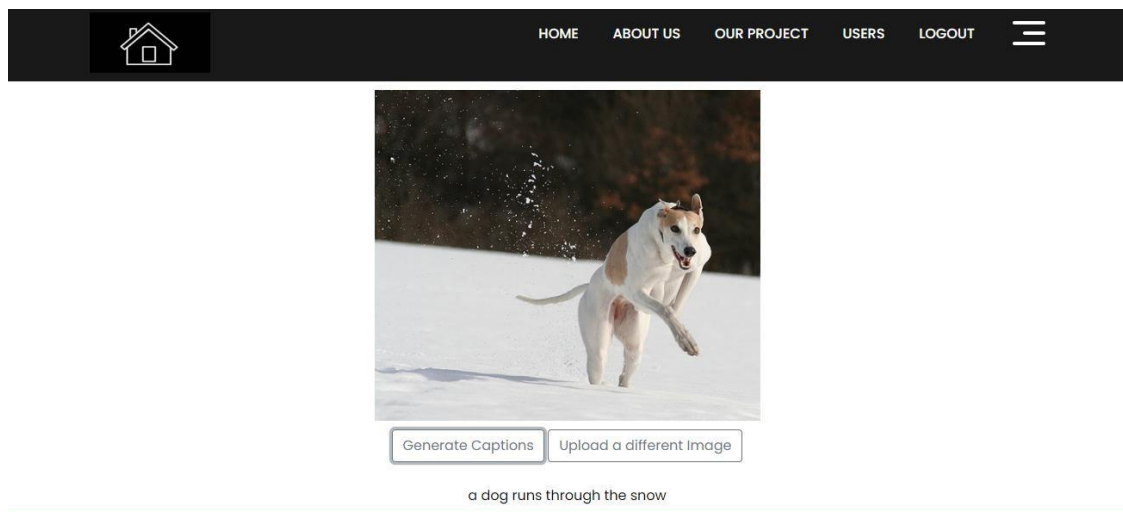 HOME ABOUT US OUR PROJECT USERS LOGOUT
Generate Captions Upload a different Image
a dog runs through the snow